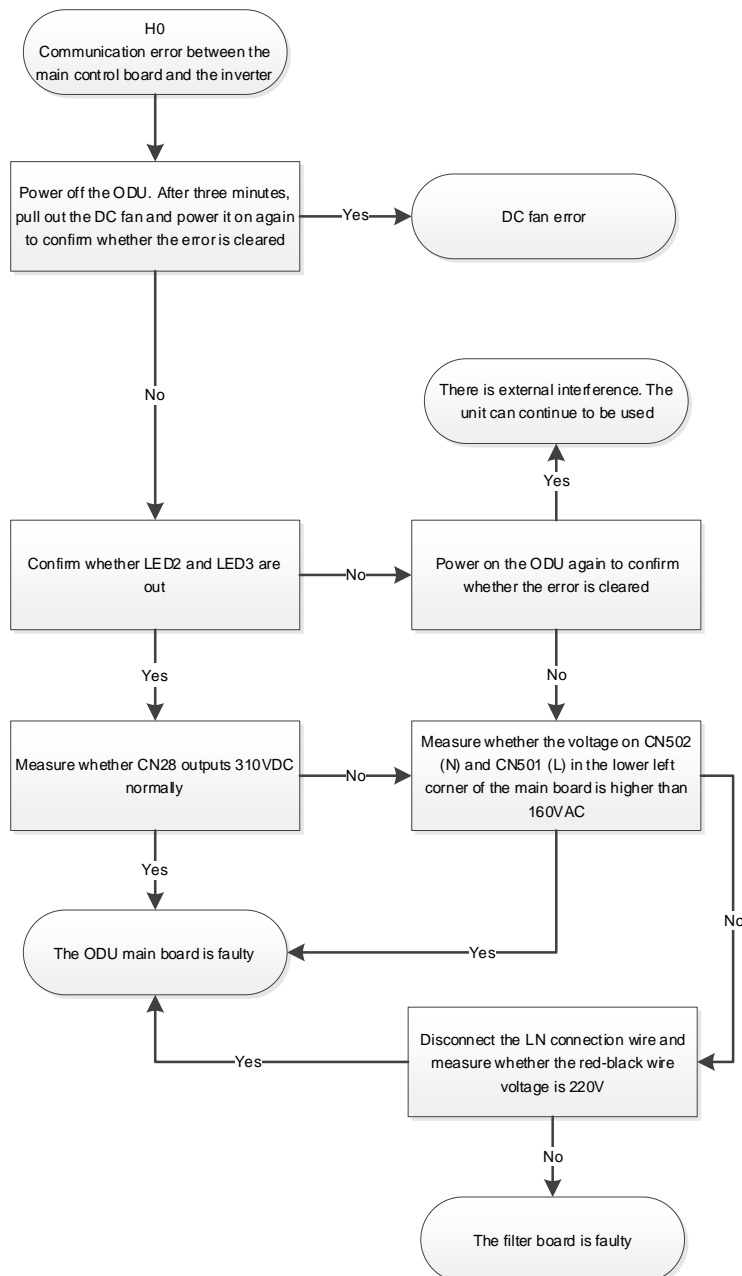 H0
Communication error between the
main control board and the inverter
Power off the ODU. After three minutes,
pull out the DC fan and power it on again
to confirm whether the error is cleared
Yes
DC fan error
No
There is external interference. The
unit can continue to be used
Yes
Confirm whether LED2 and LED3 are
out
No
Power on the ODU again to confirm
whether the error is cleared
Yes
No
Measure whether CN28 outputs 310VDC
normally
No
Measure whether the voltage on CN502
(N) and CN501 (L) in the lower left
corner of the main board is higher than
160VAC
Yes
No
The ODU main board is faulty
Yes
Disconnect the LN connection wire and
measure whether the red-black wire
voltage is 220V
Yes
No
The filter board is faulty